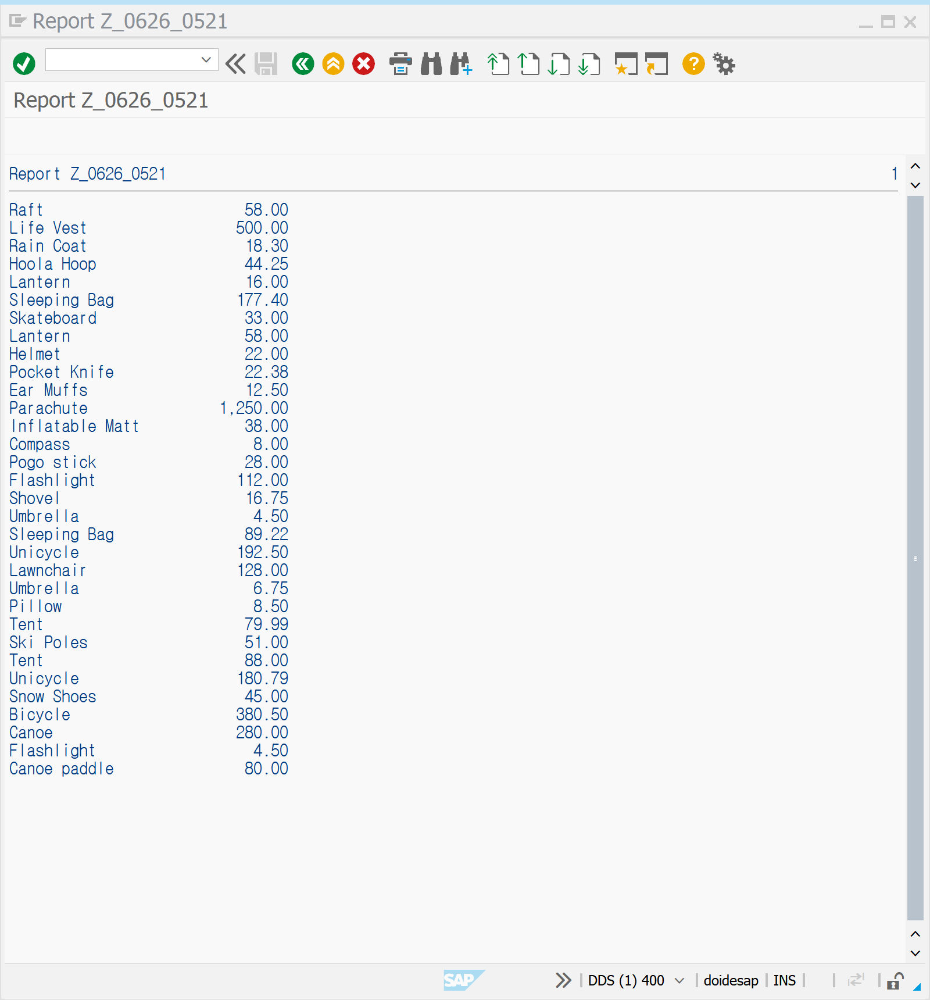 Report Z_0626_0521
Report Z_0626_0521
Report Z_0626_0521 1
Raft 58.00
Life Vest 500.00
Rain Coat 18.30
Hoola Hoop 44.25
Lantern 16.00
Sleeping Bag 177.40
Skateboard 33.00
Lantern 58.00
Helmet 22.00
Pocket Knife 22.38
Ear Muffs 12.50
Parachute 1,250.00
Inflatable Matt 38.00
Compass 8.00
Pogo stick 28.00
Flashlight 112.00
Shovel 16.75
Umbrella 4.50
Sleeping Bag 89.22
Unicycle 192.50
Lawnchair 128.00
Umbrella 6.75
Pillow 8.50
Tent 79.99
Ski Poles 51.00
Tent 88.00
Unicycle 180.79
Snow Shoes 45.00
Bicycle 380.50
Canoe 280.00
Flashlight 4.50
Canoe paddle 80.00
SAP DDS (1) 400 doidesap INS